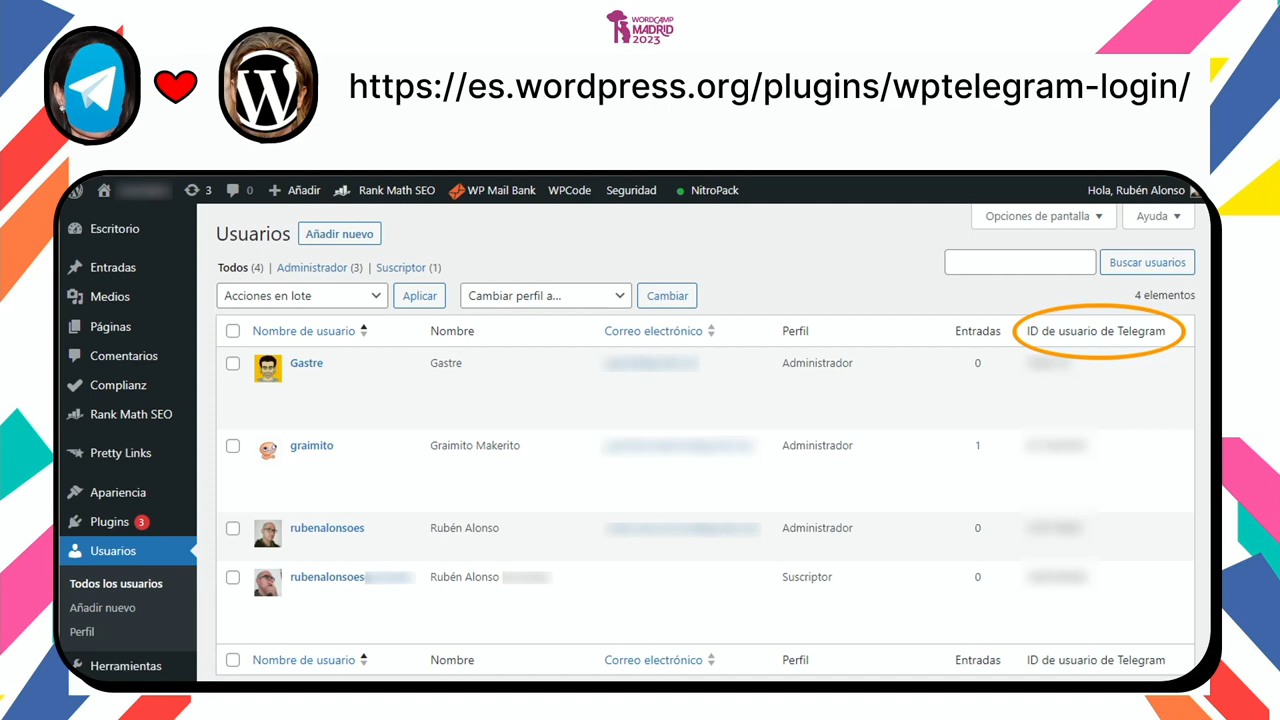 WORDCAMP
MADRID
2023
https://es.wordpress.org/plugins/wptelegram-login/
3 0 Añadir Rank Math SEO WP Mail Bank WPCode Seguridad NitroPack Hola, Rubén Alonso
Escritorio
Entradas
Medios
Páginas
Comentarios
Complianz
Rank Math SEO
Pretty Links
Apariencia
Plugins 3
Usuarios
Todos los usuarios
Añadir nuevo
Perfil
Herramientas
Opciones de pantalla Ayuda
Usuarios Añadir nuevo
Todos (4) | Administrador (3) | Suscriptor (1)
Buscar usuarios
Acciones en lote Aplicar Cambiar perfil a... Cambiar
4 elementos
Nombre de usuario Nombre Correo electrónico Perfil Entradas ID de usuario de Telegram
Gastre Gastre Administrador 0
graimito Graimito Makerito Administrador 1
rubenalonsoes Rubén Alonso Administrador 0
rubenalonsoes Rubén Alonso Suscriptor 0
Nombre de usuario Nombre Correo electrónico Perfil Entradas ID de usuario de Telegram